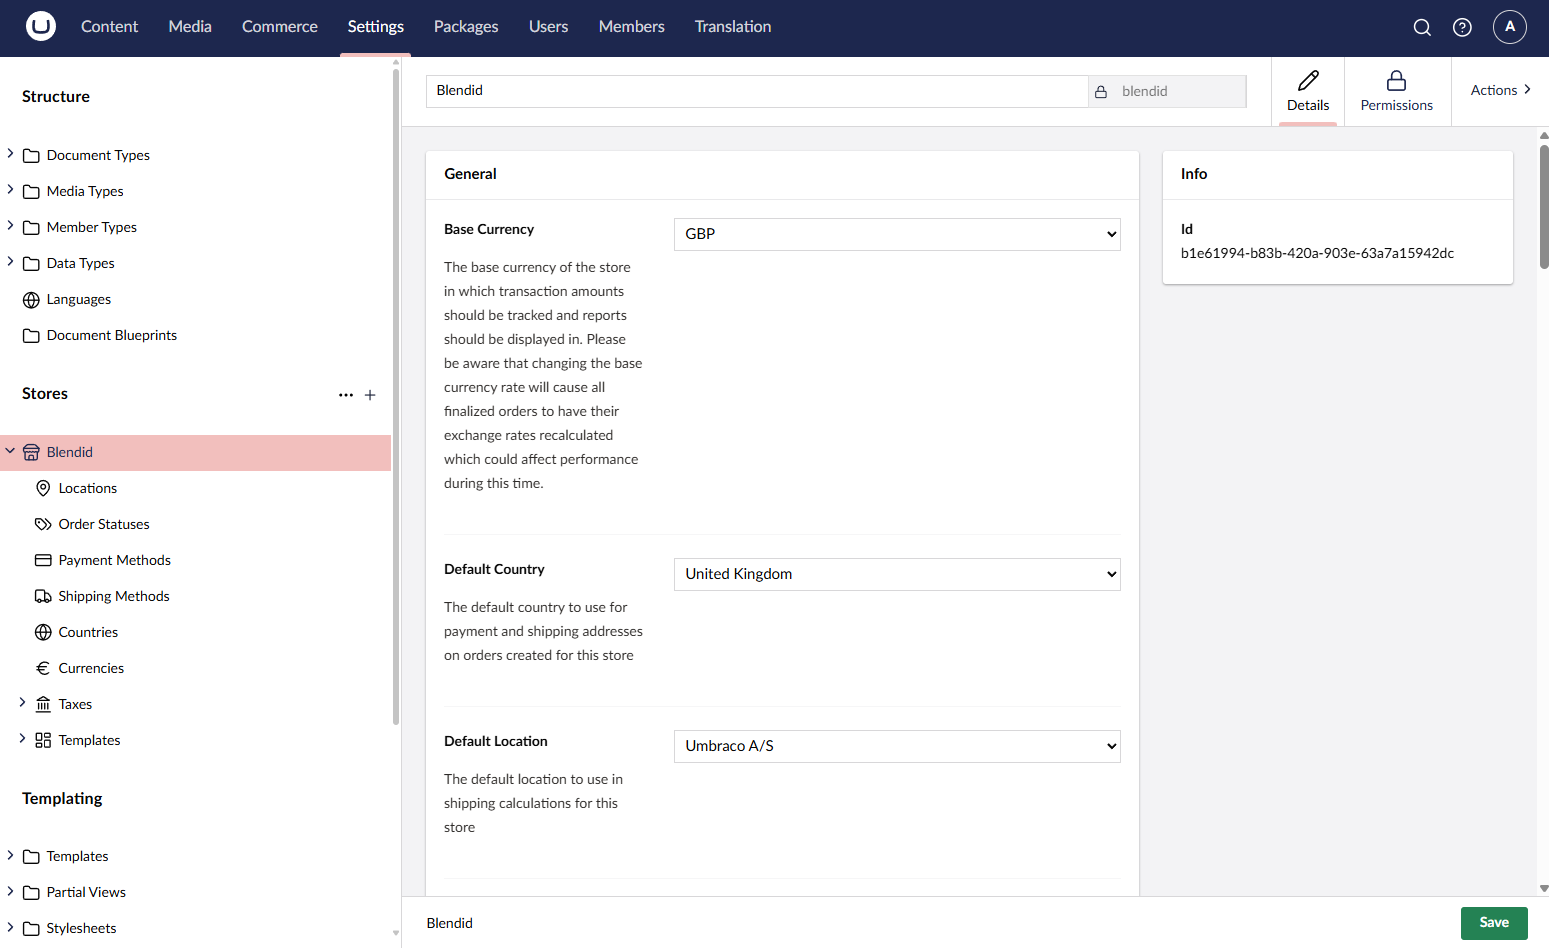 Content
Media
Commerce
Settings
Packages
Users
Members
Translation
A
Structure
Document Types
Media Types
Member Types
Data Types
Languages
Document Blueprints
Stores
Blendid
Locations
Order Statuses
Payment Methods
Shipping Methods
Countries
Currencies
Taxes
Templates
Templating
Templates
Partial Views
Stylesheets
Blendid
blendid
Details
Permissions
Actions
General
Base Currency
GBP
The base currency of the store
in which transaction amounts
should be tracked and reports
should be displayed in. Please
be aware that changing the base
currency rate will cause all
finalized orders to have their
exchange rates recalculated
which could affect performance
during this time.
Default Country
United Kingdom
The default country to use for
payment and shipping addresses
on orders created for this store
Default Location
Umbraco A/S
The default location to use in
shipping calculations for this
store
Info
Id
b1e61994-b83b-420a-903e-63a7a15942dc
Blendid
Save